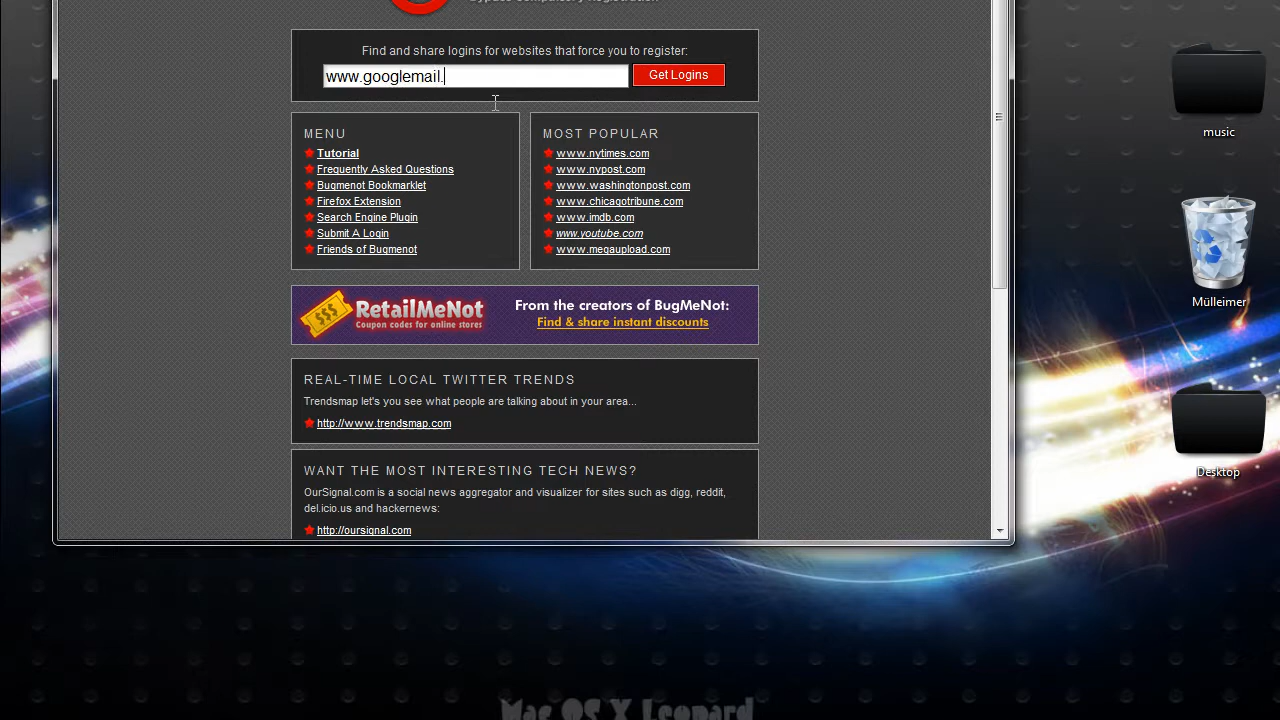 Bypass Compulsory Registration
Find and share logins for websites that force you to register:
www.googlemail.
Get Logins
MENU
Tutorial
Frequently Asked Questions
Bugmenot Bookmarklet
Firefox Extension
Search Engine Plugin
Submit A Login
Friends of Bugmenot
MOST POPULAR
www.nytimes.com
www.nypost.com
www.washingtonpost.com
www.chicagotribune.com
www.imdb.com
www.youtube.com
www.megaupload.com
$$$
RetailMeNot
Coupon codes for online stores
From the creators of BugMeNot:
Find & share instant discounts
REAL-TIME LOCAL TWITTER TRENDS
Trendsmap let's you see what people are talking about in your area...
http://www.trendsmap.com
WANT THE MOST INTERESTING TECH NEWS?
OurSignal.com is a social news aggregator and visualizer for sites such as digg, reddit,
del.icio.us and hackernews:
http://oursignal.com
music
Mülleimer
Desktop
Mac OS X Leopard